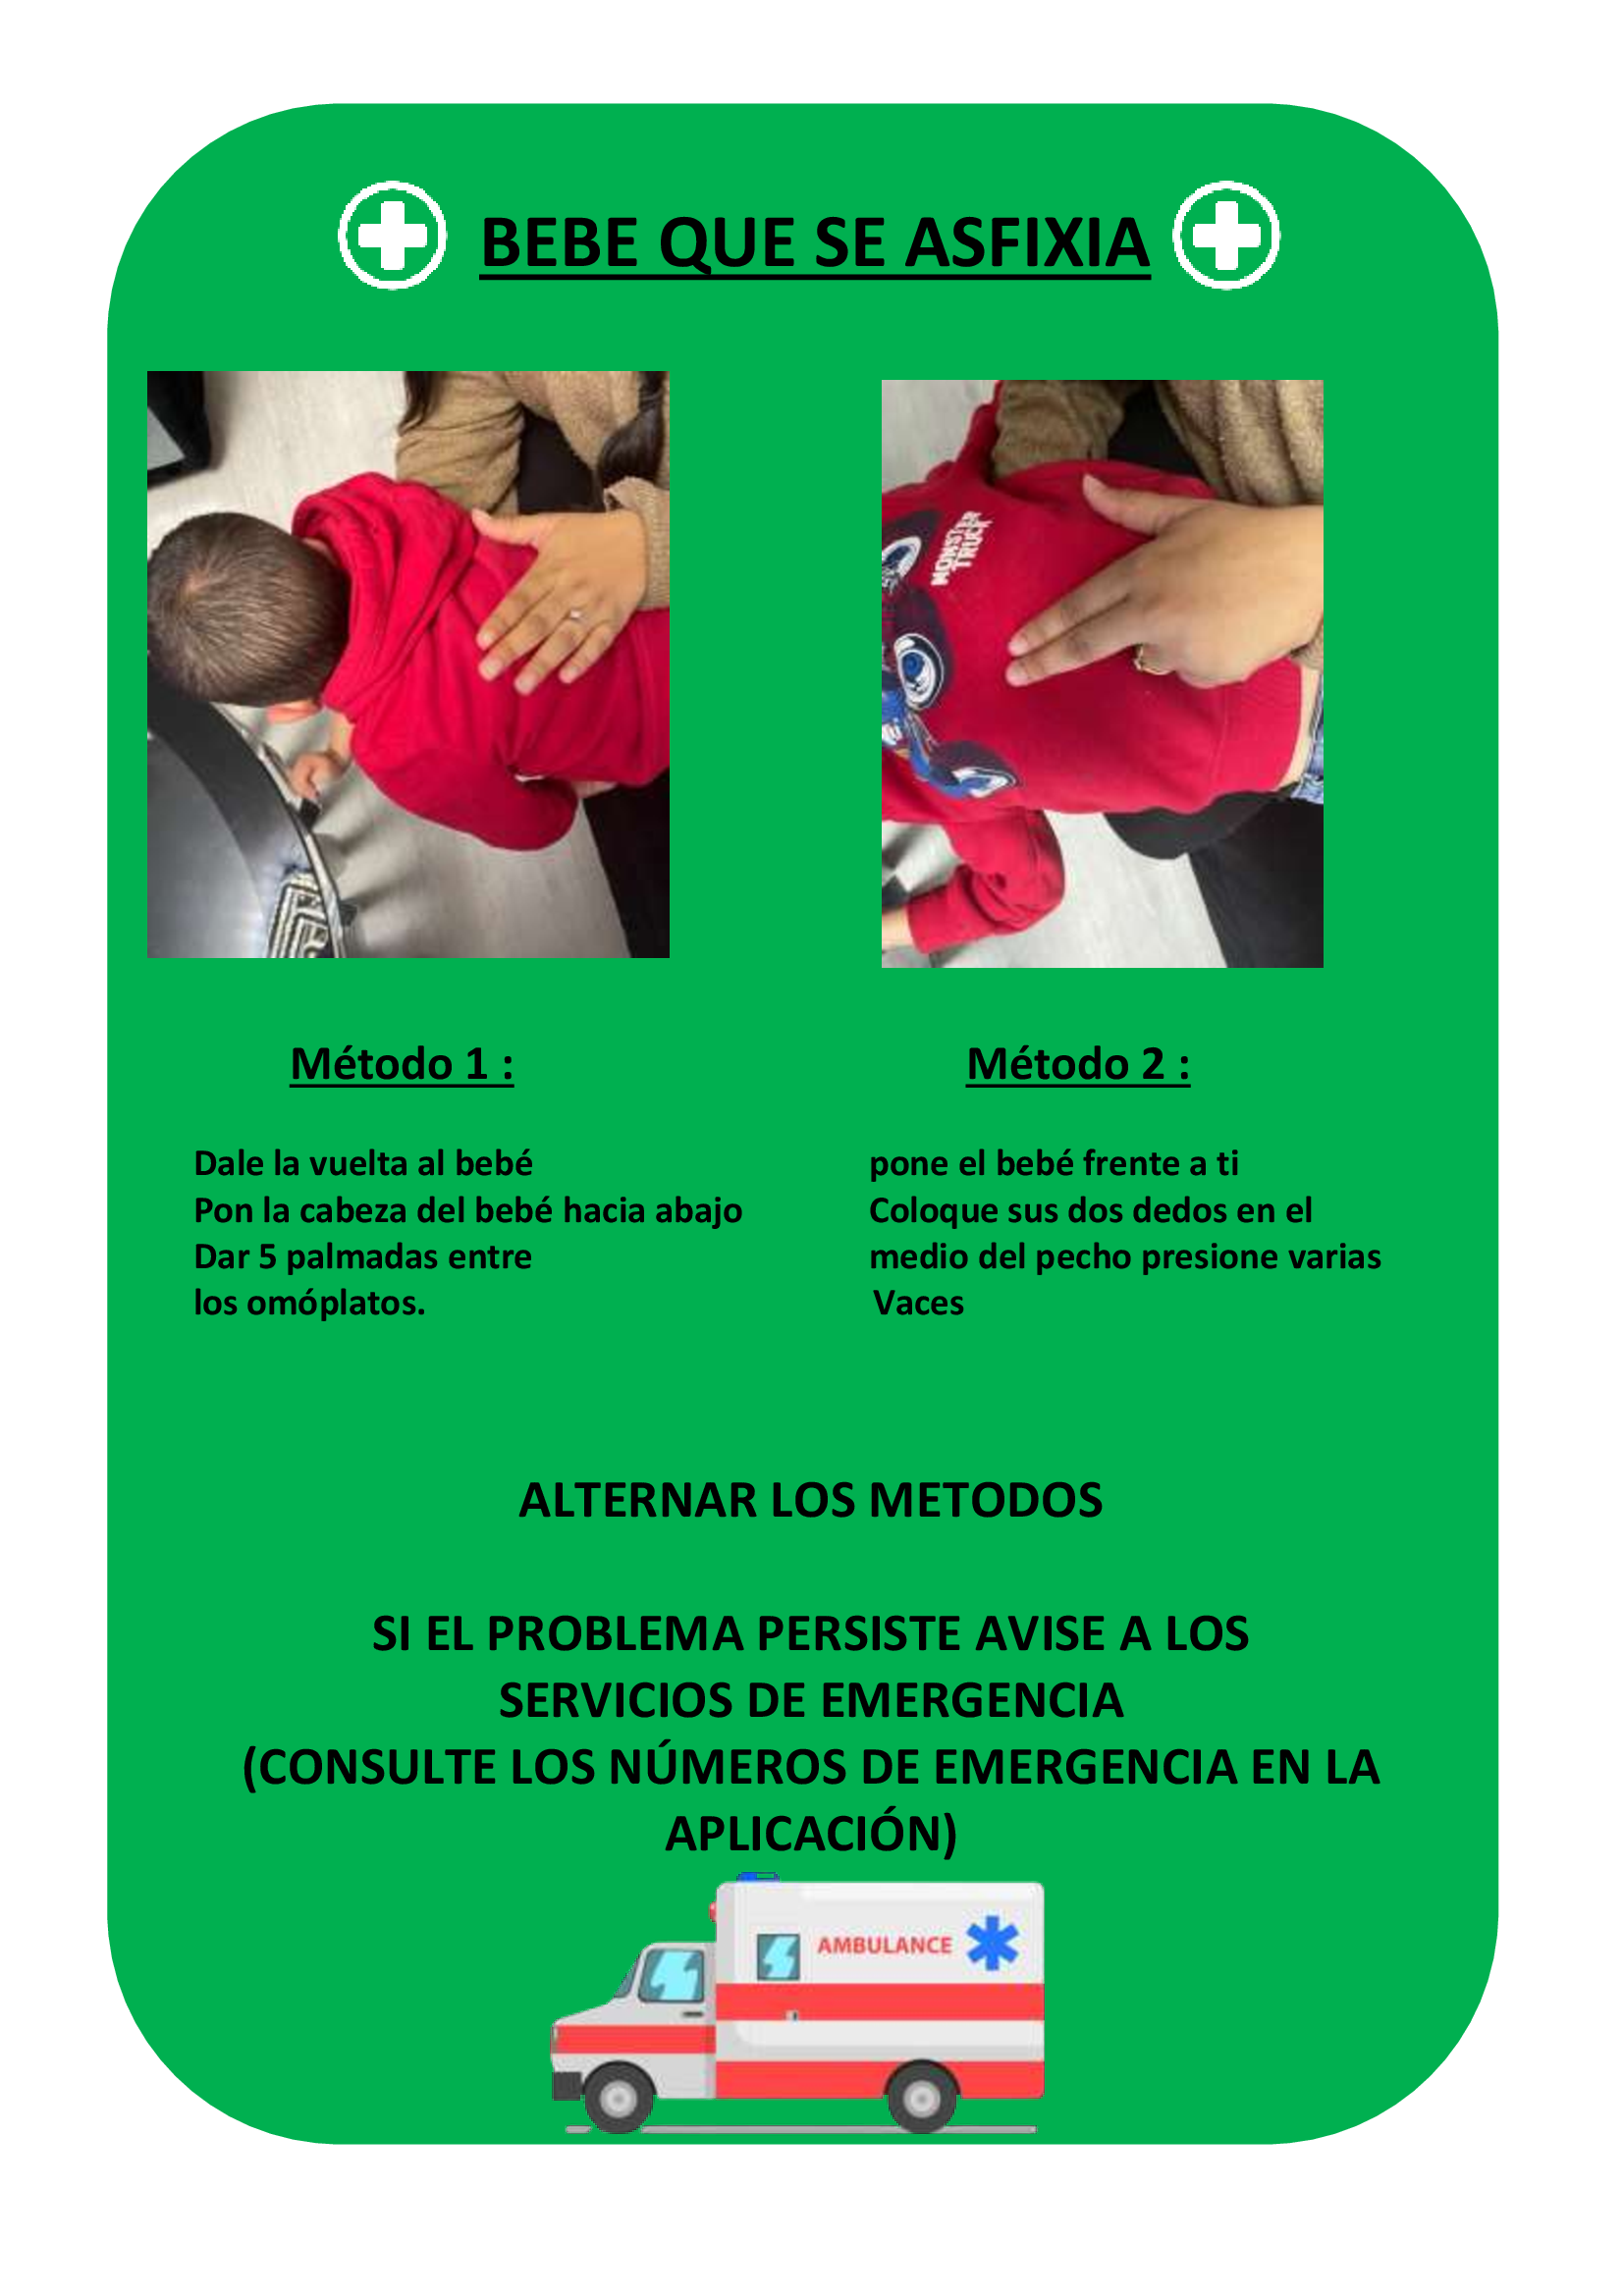 BEBE QUE SE ASFIXIA
MONSTER
TRUCK
Método 1 :
Dale la vuelta al bebé
Pon la cabeza del bebé hacia abajo
Dar 5 palmadas entre
los omóplatos.
Método 2 :
pone el bebé frente a ti
Coloque sus dos dedos en el
medio del pecho presione varias
Vaces
ALTERNAR LOS METODOS
SI EL PROBLEMA PERSISTE AVISE A LOS
SERVICIOS DE EMERGENCIA
(CONSULTE LOS NÚMEROS DE EMERGENCIA EN LA
APLICACIÓN)
AMBULANCE